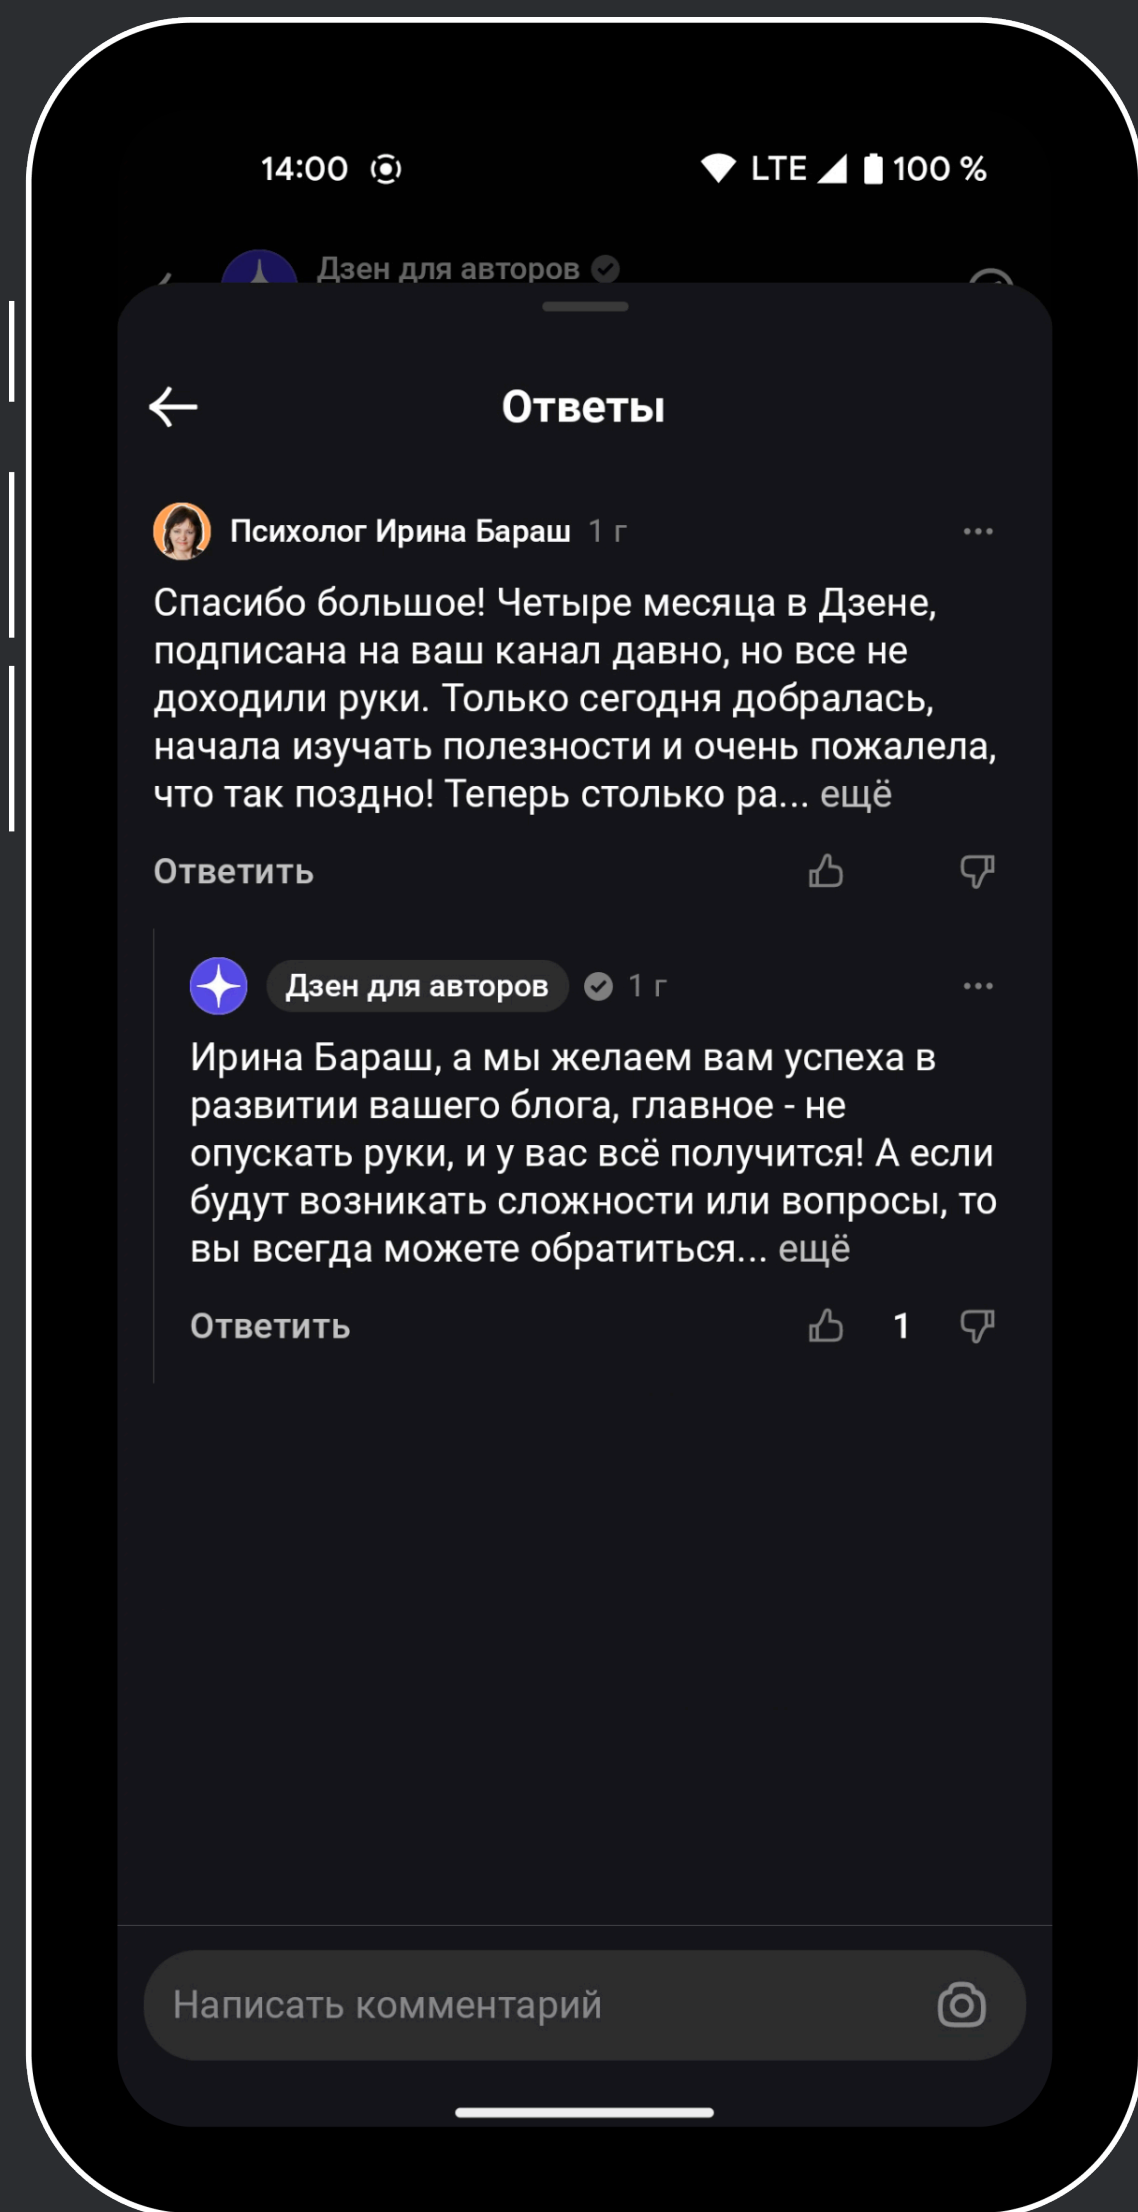 14:00 LTE 100 %
Дзен для авторов
Ответы
Психолог Ирина Бараш 1 г
Спасибо большое! Четыре месяца в Дзене,
подписана на ваш канал давно, но все не
доходили руки. Только сегодня добралась,
начала изучать полезности и очень пожалела,
что так поздно! Теперь столько ра... ещё
Ответить
Дзен для авторов 1 г
Ирина Бараш, а мы желаем вам успеха в
развитии вашего блога, главное - не
опускать руки, и у вас всё получится! А если
будут возникать сложности или вопросы, то
вы всегда можете обратиться... ещё
Ответить 1
Написать комментарий